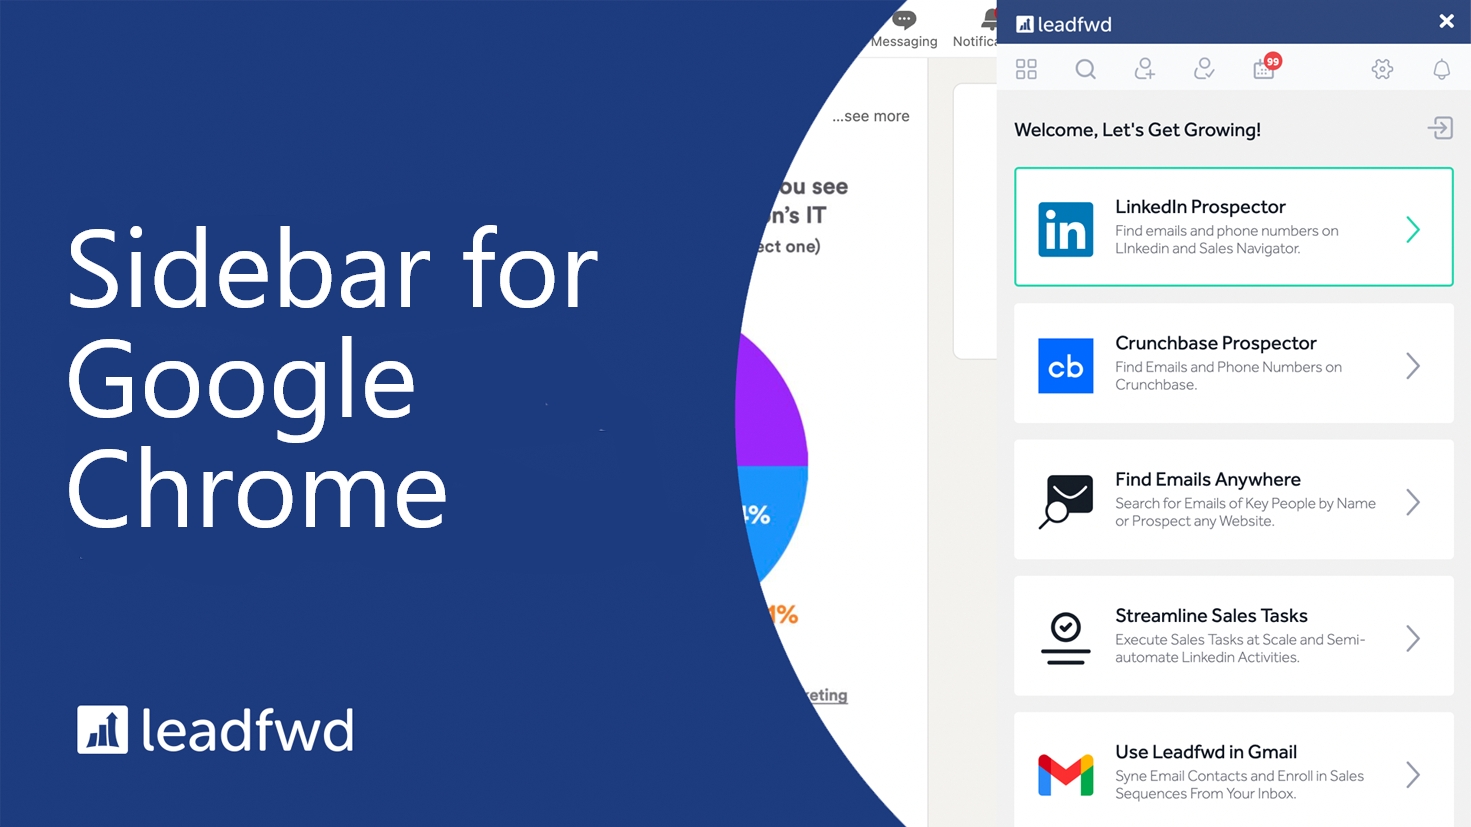 Sidebar for
Google
Chrome
leadfwd
Messaging
...see more
ou see
n's IT
ect one)
4%
1%
eting
leadfwd
99
Welcome, Let's Get Growing!
LinkedIn Prospector
Find emails and phone numbers on
LInkedin and Sales Navigator.
cb
Crunchbase Prospector
Find Emails and Phone Numbers on
Crunchbase.
Find Emails Anywhere
Search for Emails of Key People by Name
or Prospect any Website.
Streamline Sales Tasks
Execute Sales Tasks at Scale and Semi-
automate Linkedin Activities.
Use Leadfwd in Gmail
Syne Email Contacts and Enroll in Sales
Sequences From Your Inbox.